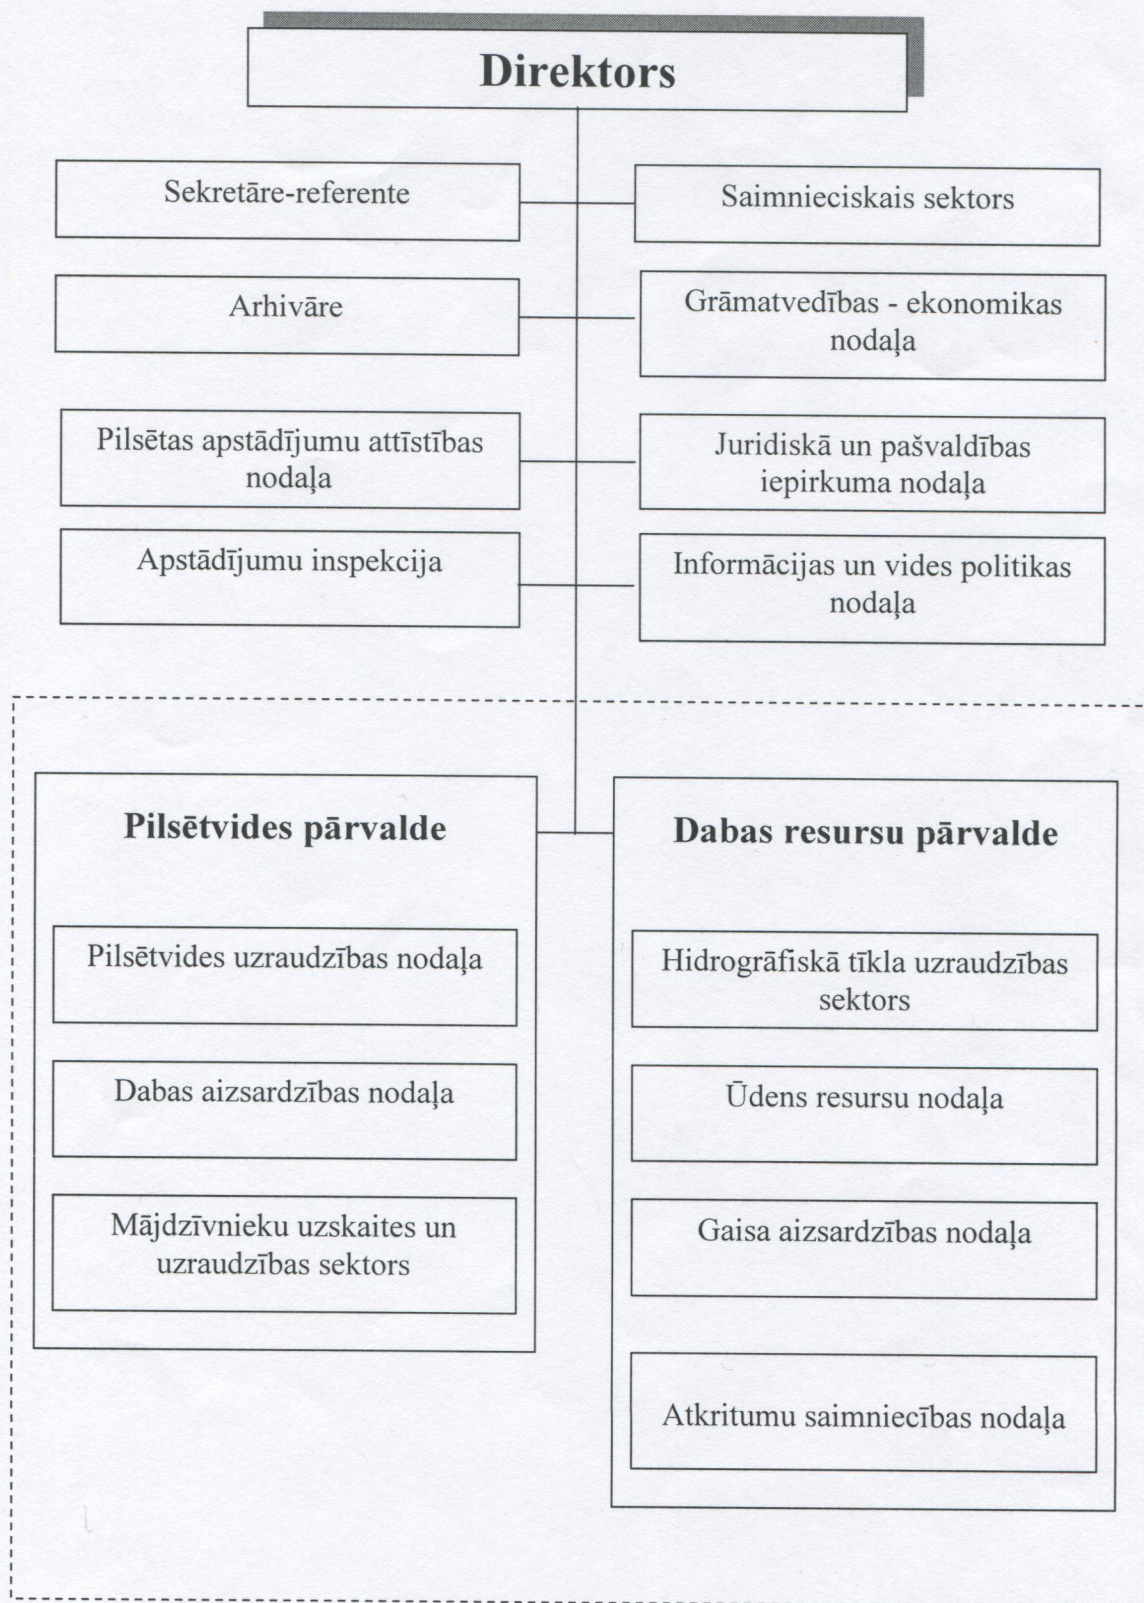 Direktors
Sekretāre-referente
Saimnieciskais sektors
Arhivāre
Grāmatvedības - ekonomikas
nodaļa
Pilsētas apstādījumu attīstības
nodaļa
Juridiskā un pašvaldības
iepirkuma nodaļa
Apstādījumu inspekcija
Informācijas un vides politikas
nodaļa
Pilsētvides pārvalde
Pilsētvides uzraudzības nodaļa
Dabas aizsardzības nodaļa
Mājdzīvnieku uzskaites un
uzraudzības sektors
Dabas resursu pārvalde
Hidrogrāfiskā tīkla uzraudzības
sektors
Ūdens resursu nodaļa
Gaisa aizsardzības nodaļa
Atkritumu saimniecības nodaļa